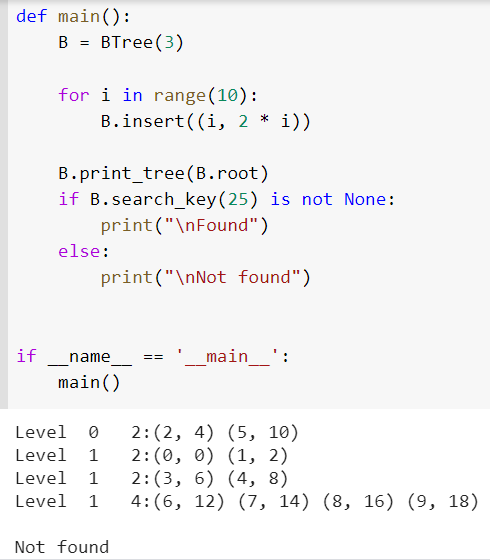 def main():
    B = BTree(3)

    for i in range(10):
        B.insert((i, 2 * i))

    B.print_tree(B.root)
    if B.search_key(25) is not None:
        print("\nFound")
    else:
        print("\nNot found")


if __name__ == '__main__':
    main()

Level  0   2:(2, 4) (5, 10)
Level  1   2:(0, 0) (1, 2)
Level  1   2:(3, 6) (4, 8)
Level  1   4:(6, 12) (7, 14) (8, 16) (9, 18)

Not found